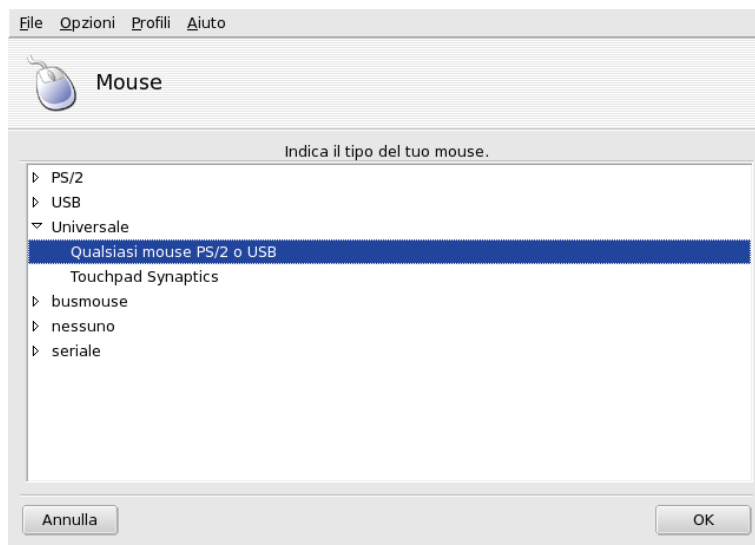 File Opzioni Profili Aiuto
Mouse
Indica il tipo del tuo mouse.
PS/2
USB
Universale
Qualsiasi mouse PS/2 o USB
Touchpad Synaptics
busmouse
nessuno
seriale
Annulla OK